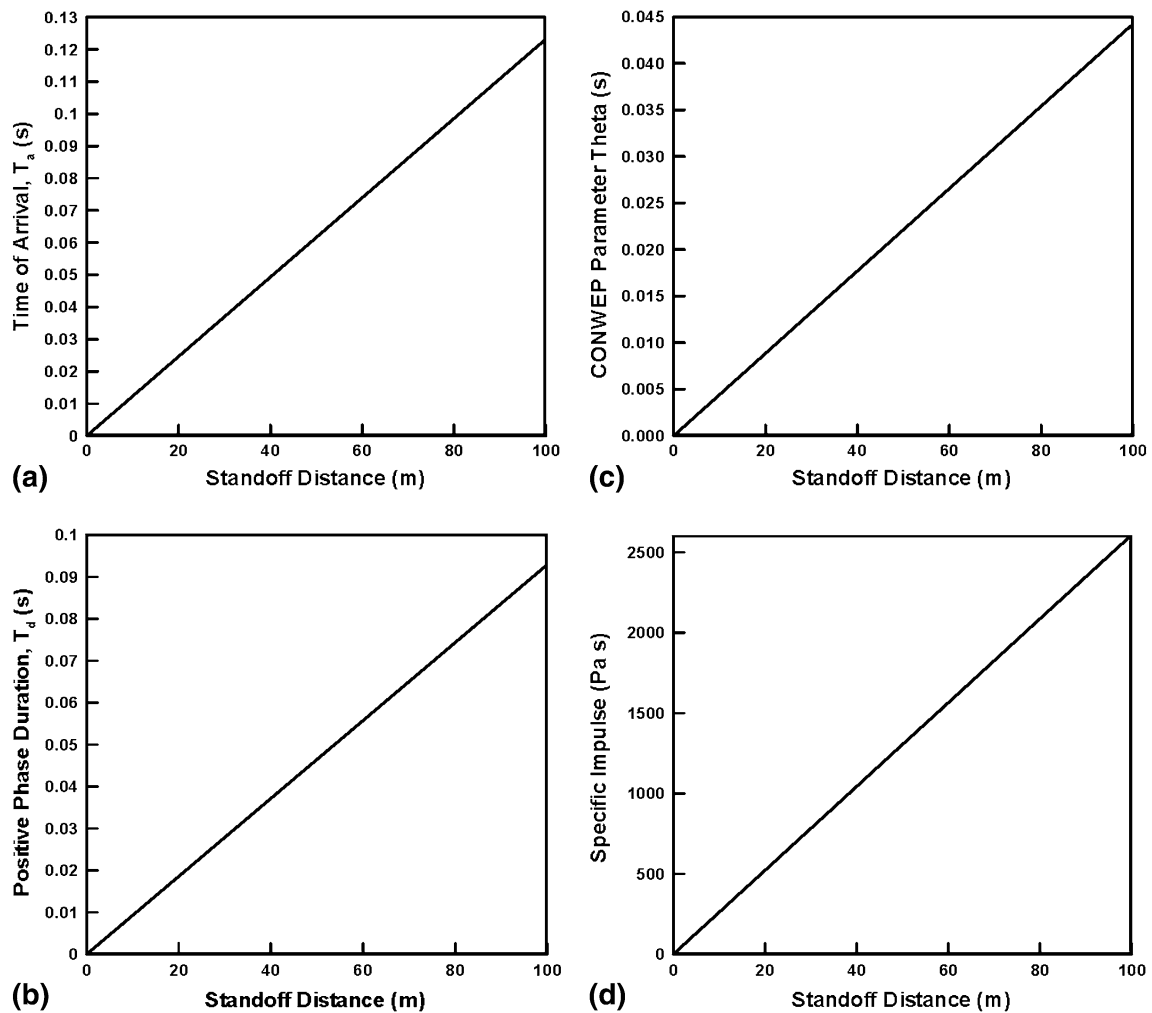 0.13
0.12
0.11
0.1
0.09
0.08
0.07
0.06
0.05
0.04
0.03
0.02
0.01
0
Time of Arrival, Ta (s)
0 20 40 60 80 100
Standoff Distance (m)
(a)
0.045
0.040
0.035
0.030
0.025
0.020
0.015
0.010
0.005
0.000
CONWEP Parameter Theta (s)
0 20 40 60 80 100
Standoff Distance (m)
(c)
0.1
0.09
0.08
0.07
0.06
0.05
0.04
0.03
0.02
0.01
0
Positive Phase Duration, Td (s)
0 20 40 60 80 100
Standoff Distance (m)
(b)
2500
2000
1500
1000
500
0
Specific Impulse (Pa s)
0 20 40 60 80 100
Standoff Distance (m)
(d)